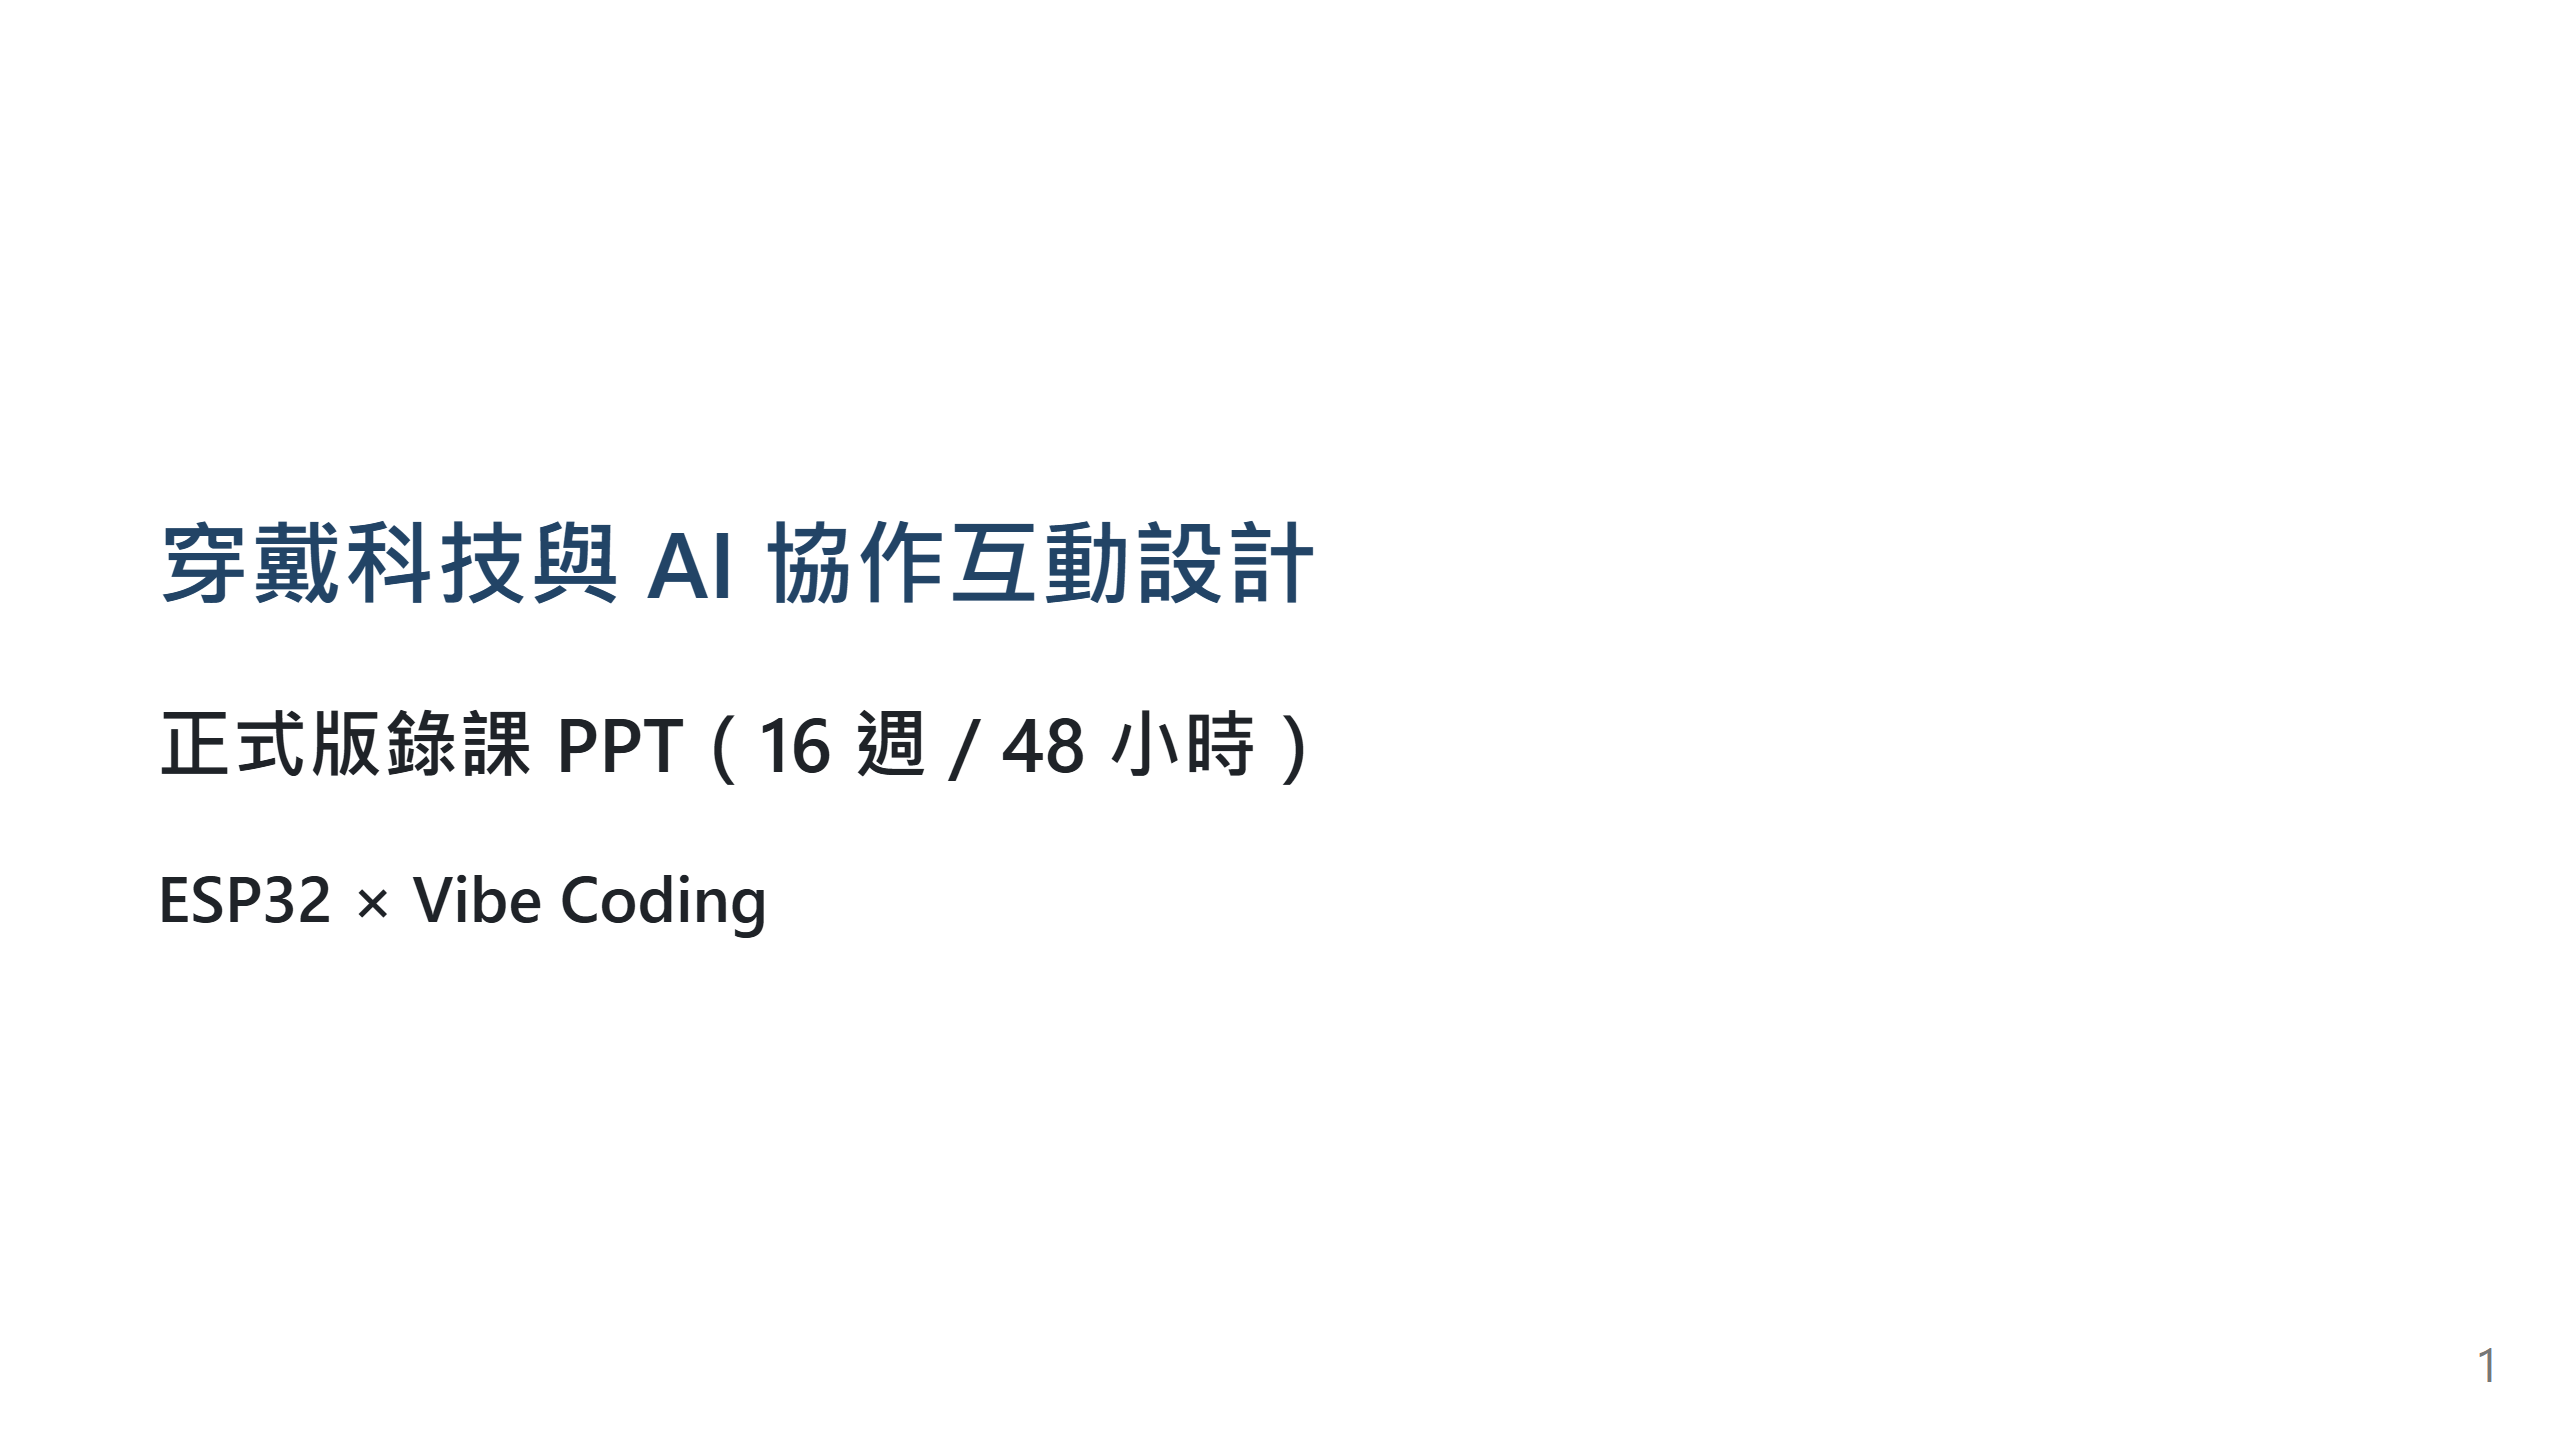 穿戴科技與 AI 協作互動設計
正式版錄課 PPT（16 週 / 48 小時）
ESP32 × Vibe Coding
1